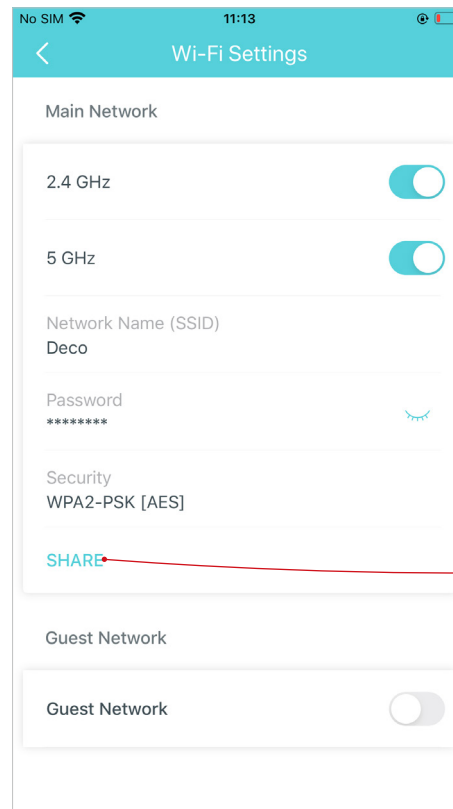 No SIM 11:13
Wi-Fi Settings
Main Network
2.4 GHz
5 GHz
Network Name (SSID)
Deco
Password
********
Security
WPA2-PSK [AES]
SHARE
Guest Network
Guest Network